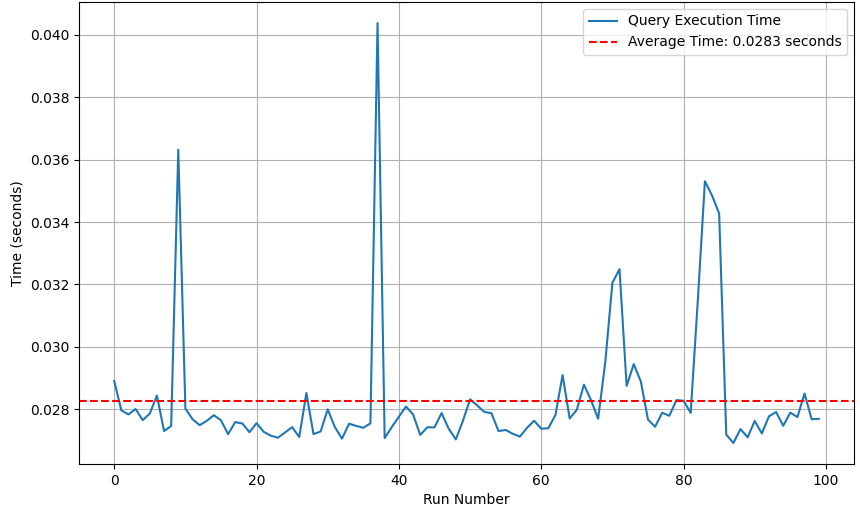 Query Execution Time
Average Time: 0.0283 seconds
0.040
0.038
0.036
0.034
0.032
0.030
0.028
Time (seconds)
0 20 40 60 80 100
Run Number